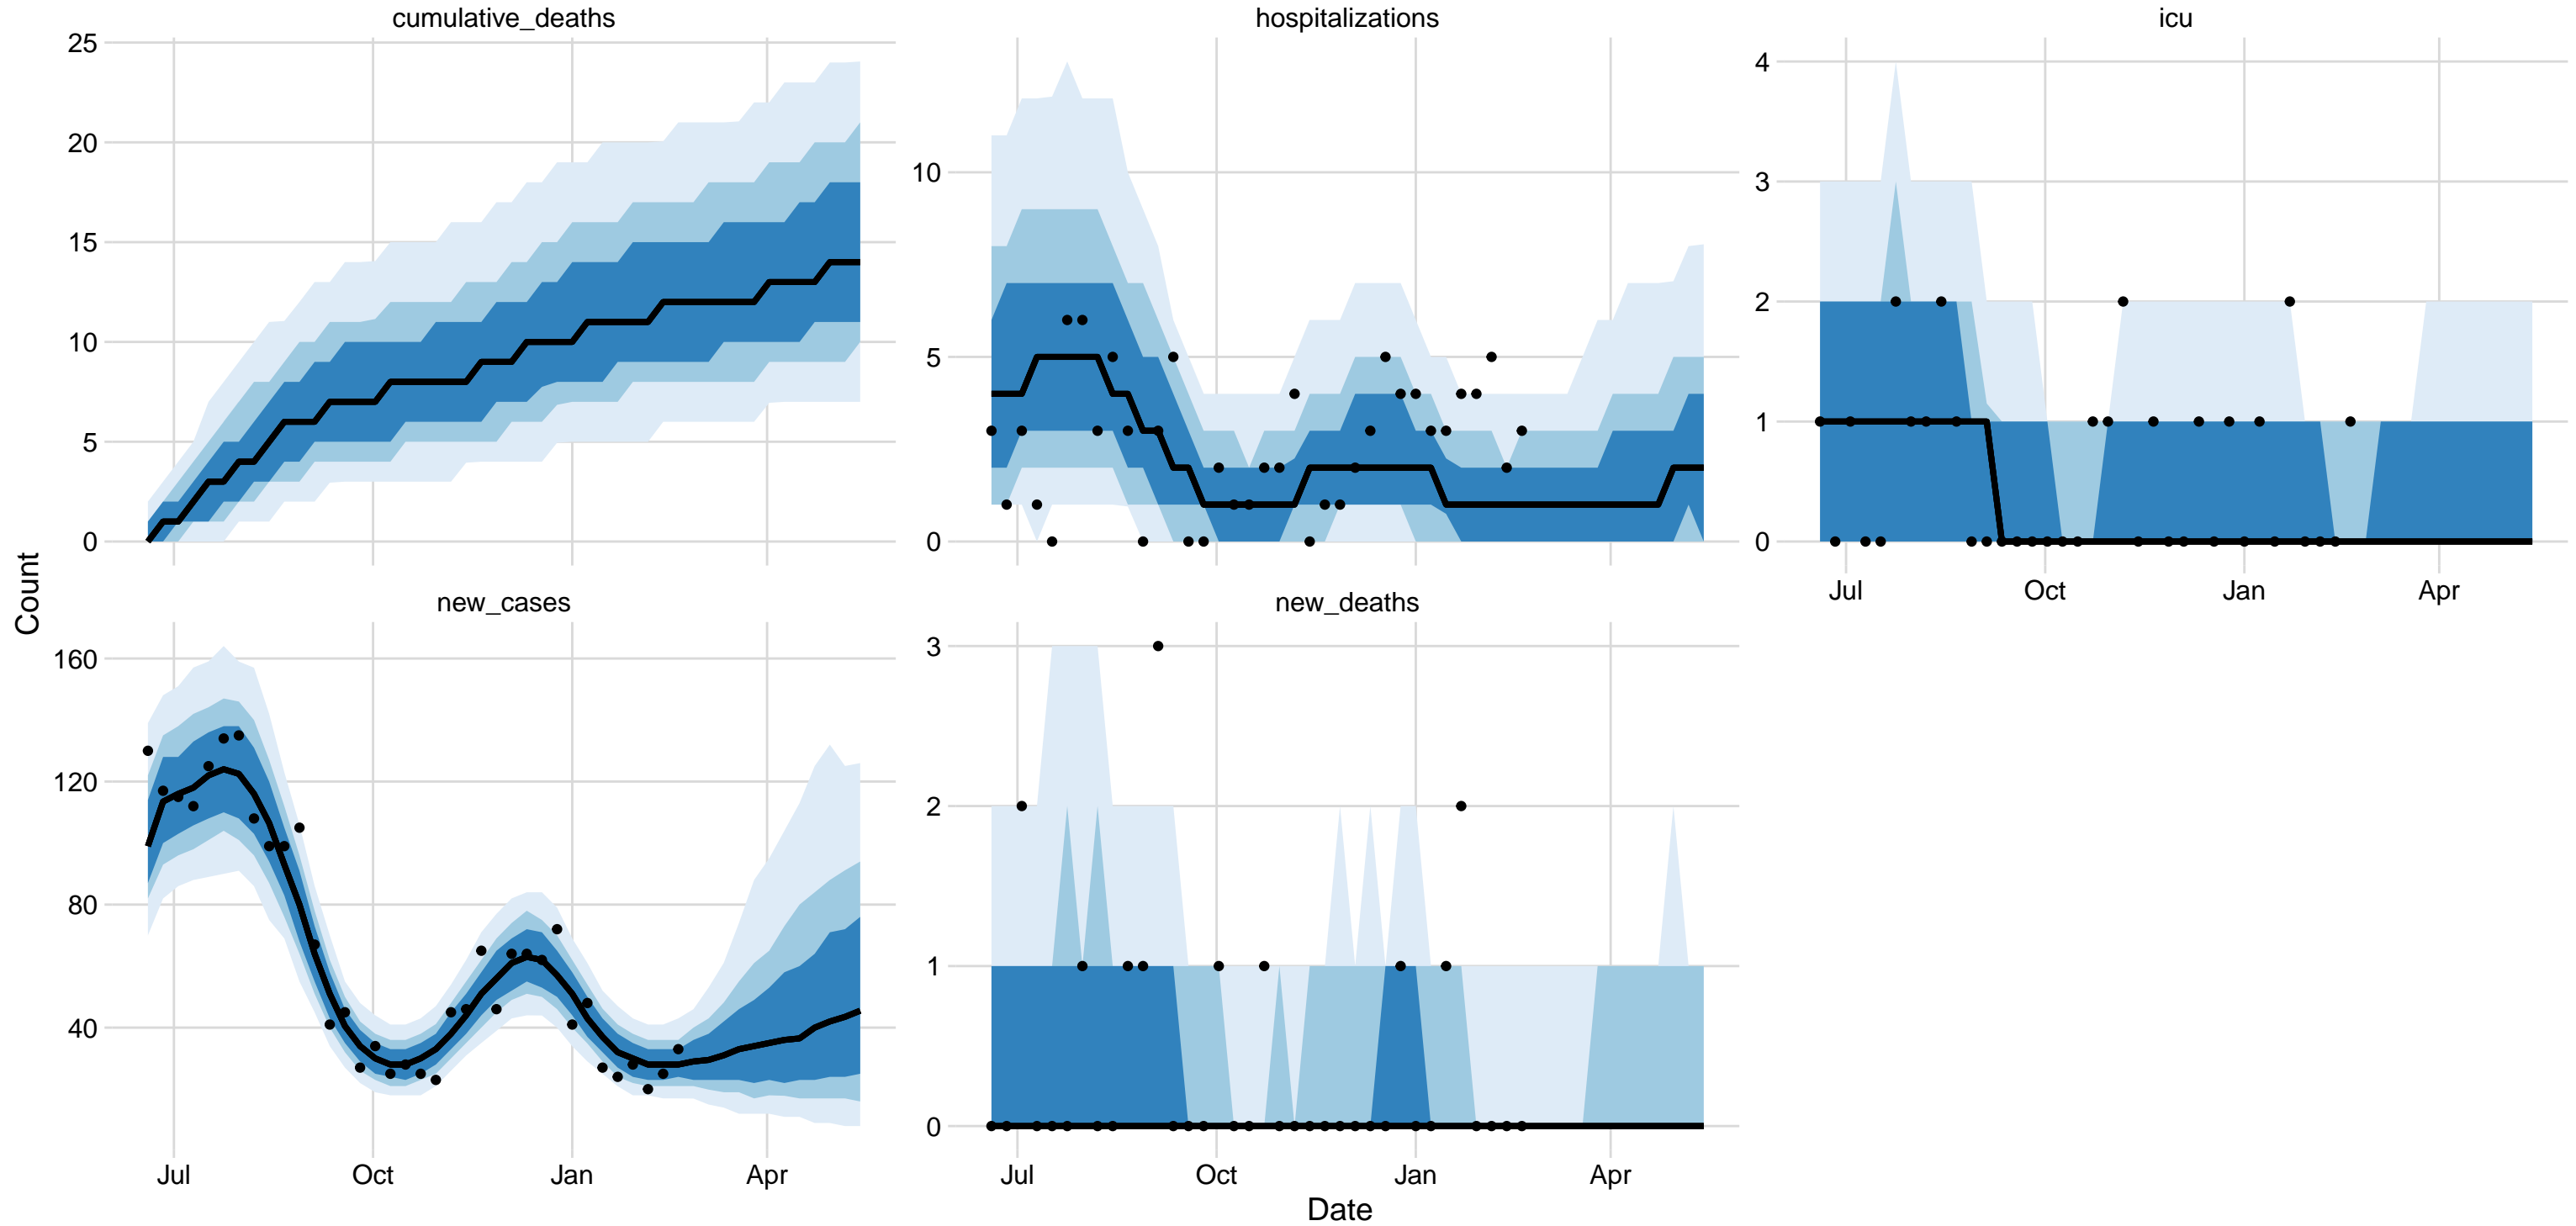 cumulative_deaths
25
20
15
10
5
0
hospitalizations
10
5
0
icu
4
3
2
1
0
Jul Oct Jan Apr
Count
new_cases
160
120
80
40
Jul Oct Jan Apr
new_deaths
3
2
1
0
Jul Oct Jan Apr
Date